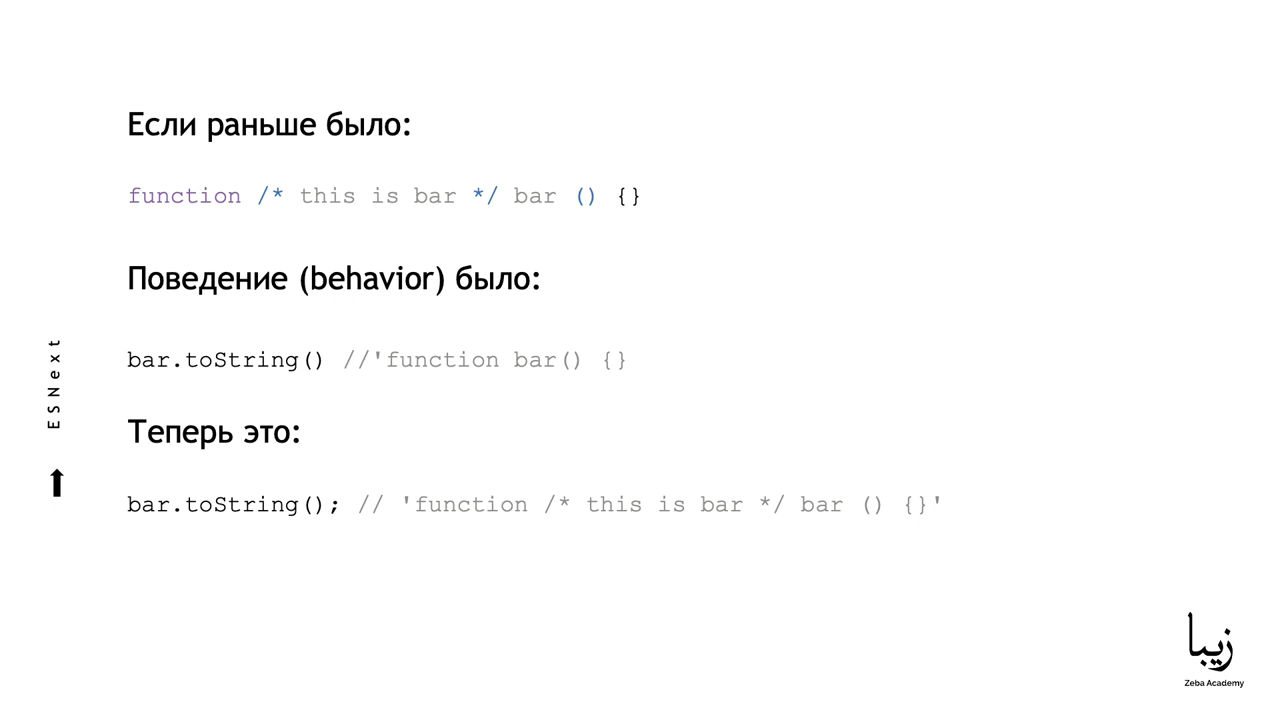 Если раньше было:
function /* this is bar */ bar () {}
Поведение (behavior) было:
bar.toString() //'function bar() {}
Теперь это:
bar.toString(); // 'function /* this is bar */ bar () {}'
ESNext
زیبا
Zeba Academy